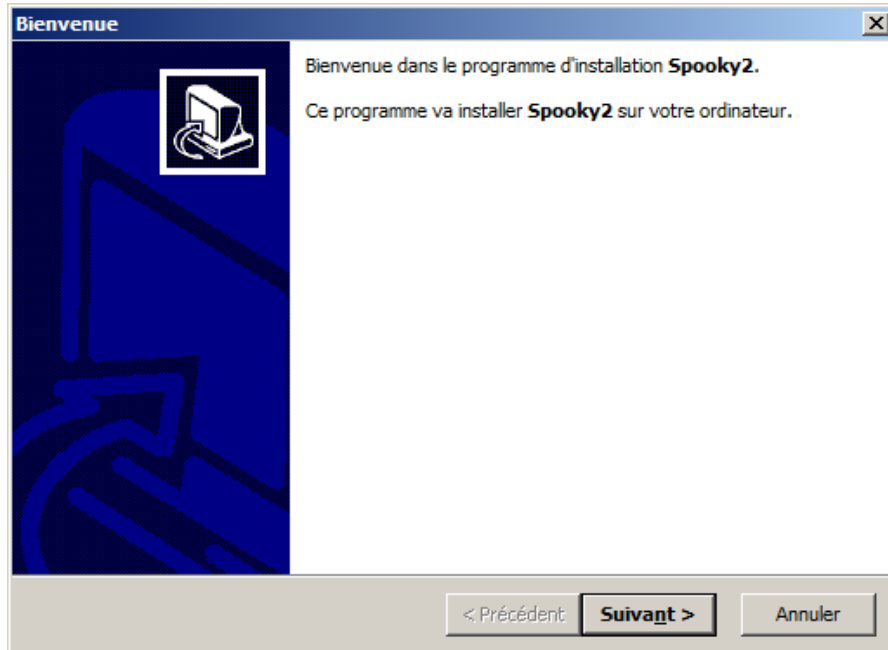 Bienvenue
Bienvenue dans le programme d'installation Spooky2.
Ce programme va installer Spooky2 sur votre ordinateur.
< Précédent Suivant > Annuler